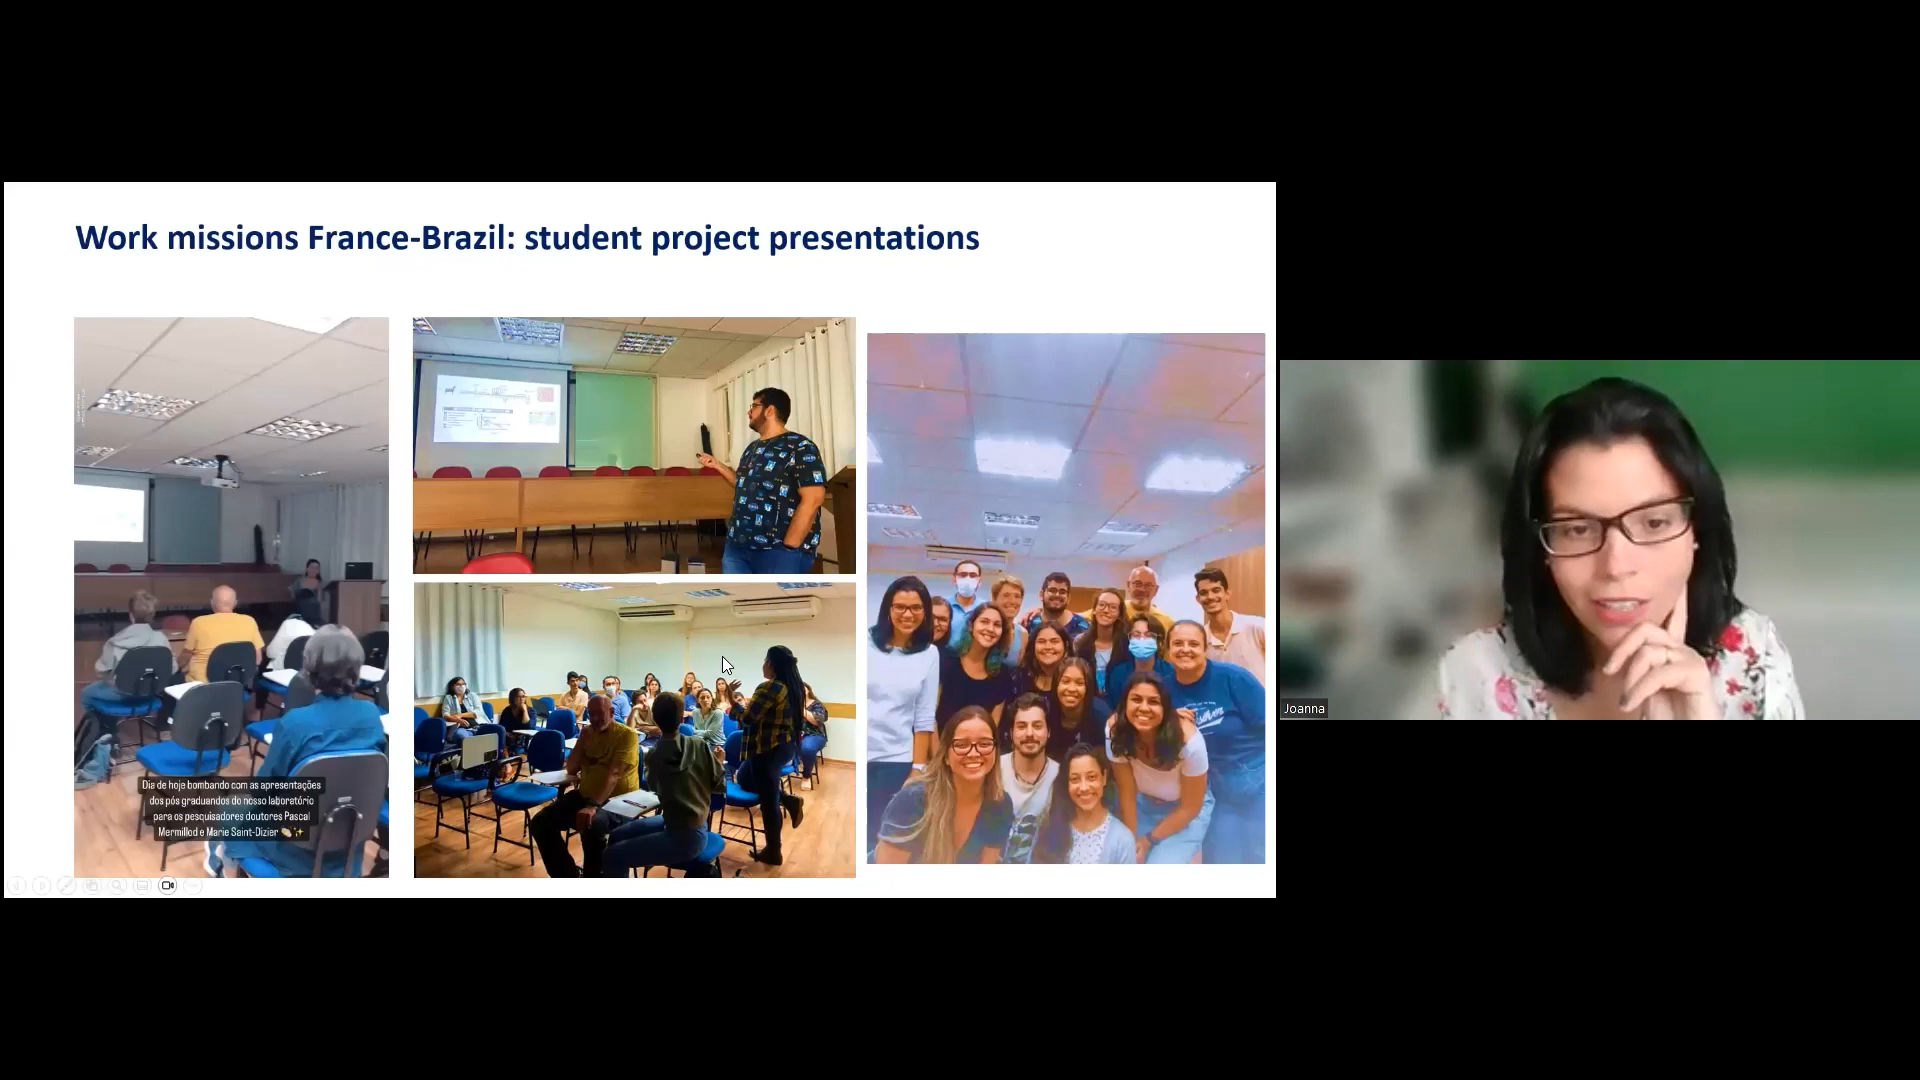 Work missions France-Brazil: student project presentations
Dia de hoje bombando com as apresentações
dos pós graduandos do nosso laboratório
para os pesquisadores doutores Pascal
Mermillod e Marie Saint-Dizier 👏🏻✨
Joanna